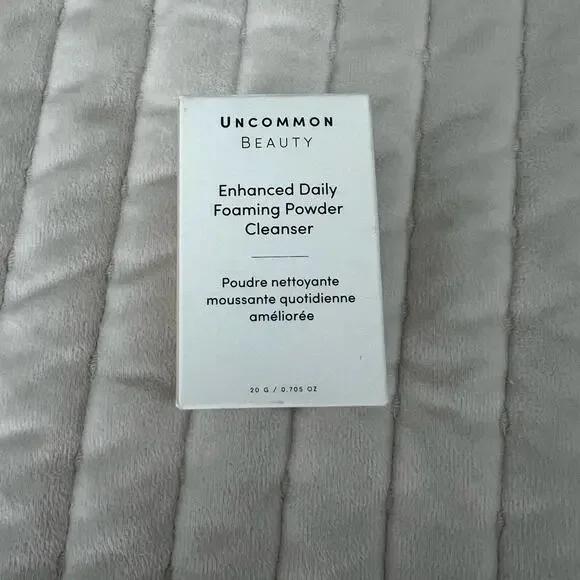 UNCOMMON
BEAUTY
Enhanced Daily
Foaming Powder
Cleanser
Poudre nettoyante
moussante quotidienne
améliorée
20 G / 0.705 OZ